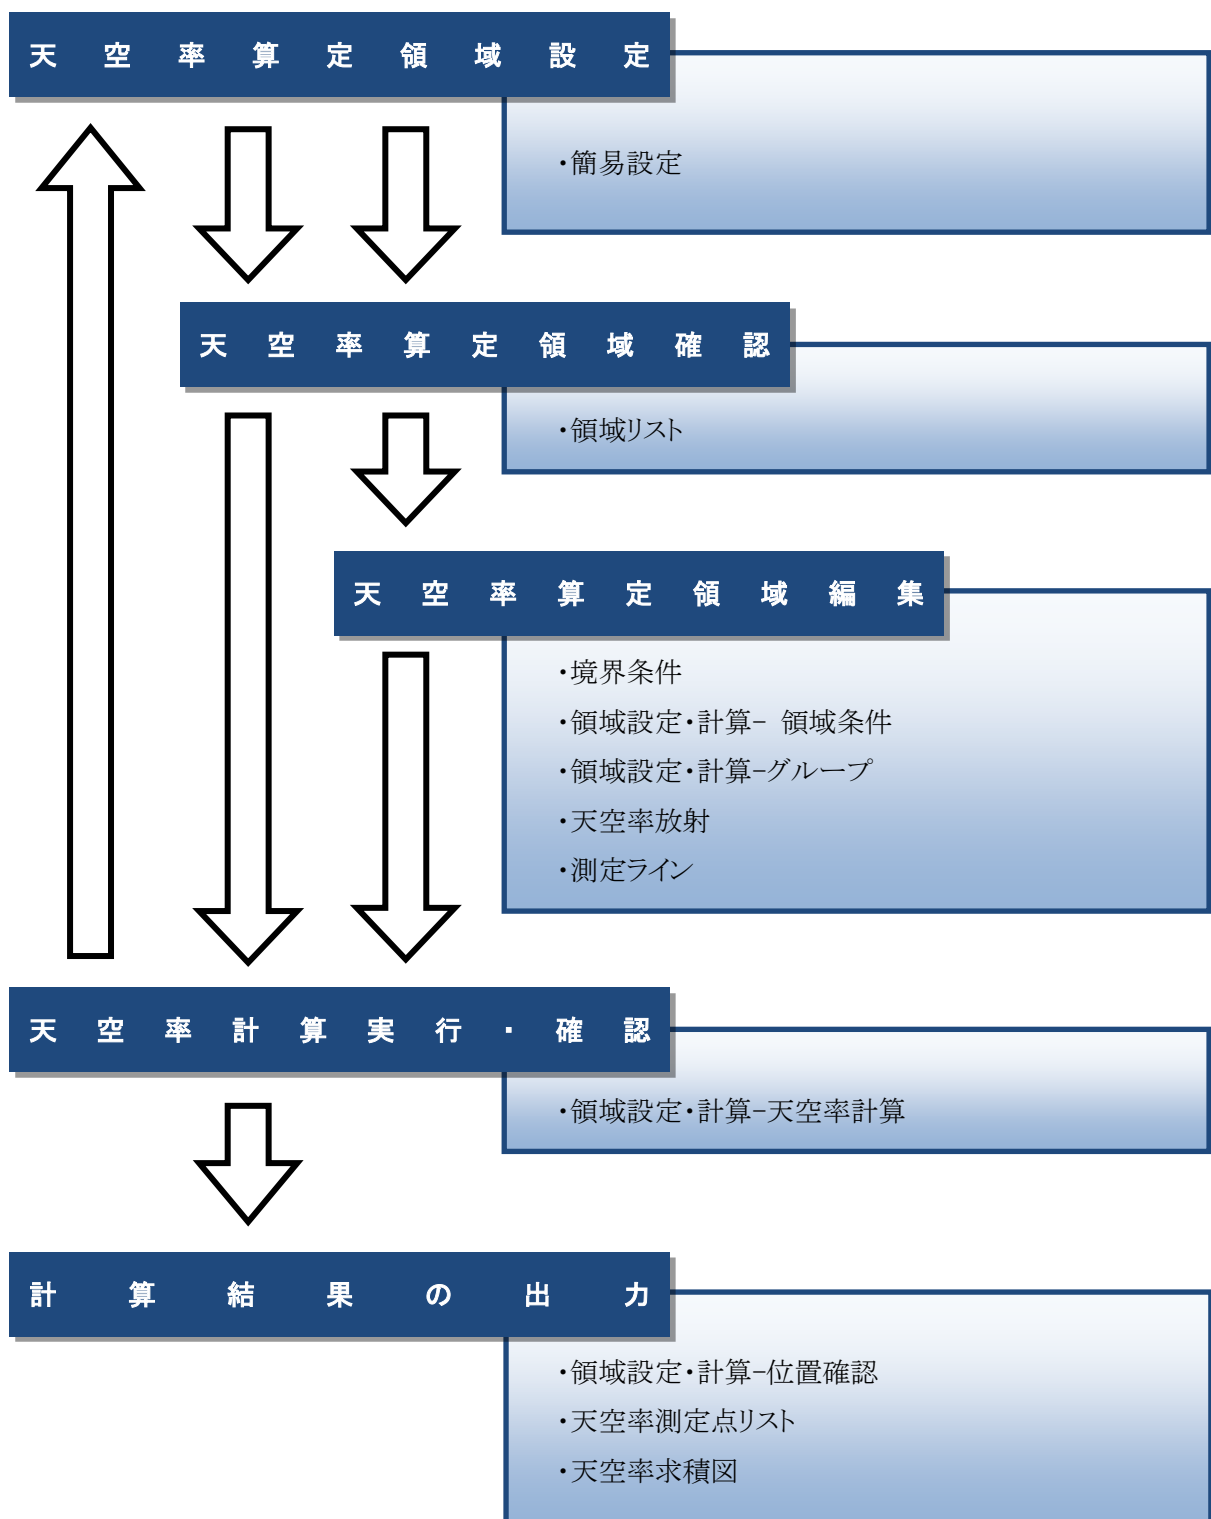 天空率算定領域設定
・簡易設定
天空率算定領域確認
・領域リスト
天空率算定領域編集
・境界条件
・領域設定・計算− 領域条件
・領域設定・計算−グループ
・天空率放射
・測定ライン
天空率計算実行・確認
・領域設定・計算−天空率計算
計算結果の出力
・領域設定・計算−位置確認
・天空率測定点リスト
・天空率求積図